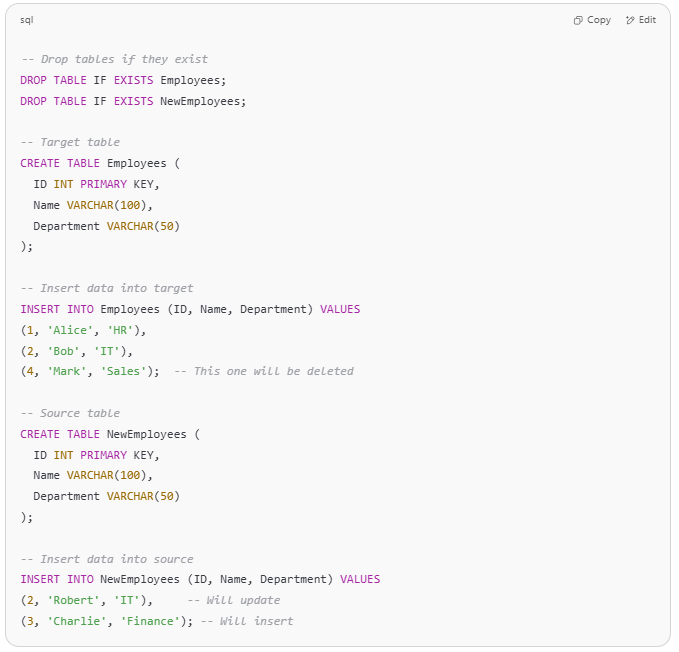 sql
Copy Edit
-- Drop tables if they exist
DROP TABLE IF EXISTS Employees;
DROP TABLE IF EXISTS NewEmployees;
-- Target table
CREATE TABLE Employees (
ID INT PRIMARY KEY,
Name VARCHAR(100),
Department VARCHAR(50)
);
-- Insert data into target
INSERT INTO Employees (ID, Name, Department) VALUES
(1, 'Alice', 'HR'),
(2, 'Bob', 'IT'),
(4, 'Mark', 'Sales');  -- This one will be deleted
-- Source table
CREATE TABLE NewEmployees (
ID INT PRIMARY KEY,
Name VARCHAR(100),
Department VARCHAR(50)
);
-- Insert data into source
INSERT INTO NewEmployees (ID, Name, Department) VALUES
(2, 'Robert', 'IT'),     -- Will update
(3, 'Charlie', 'Finance'); -- Will insert